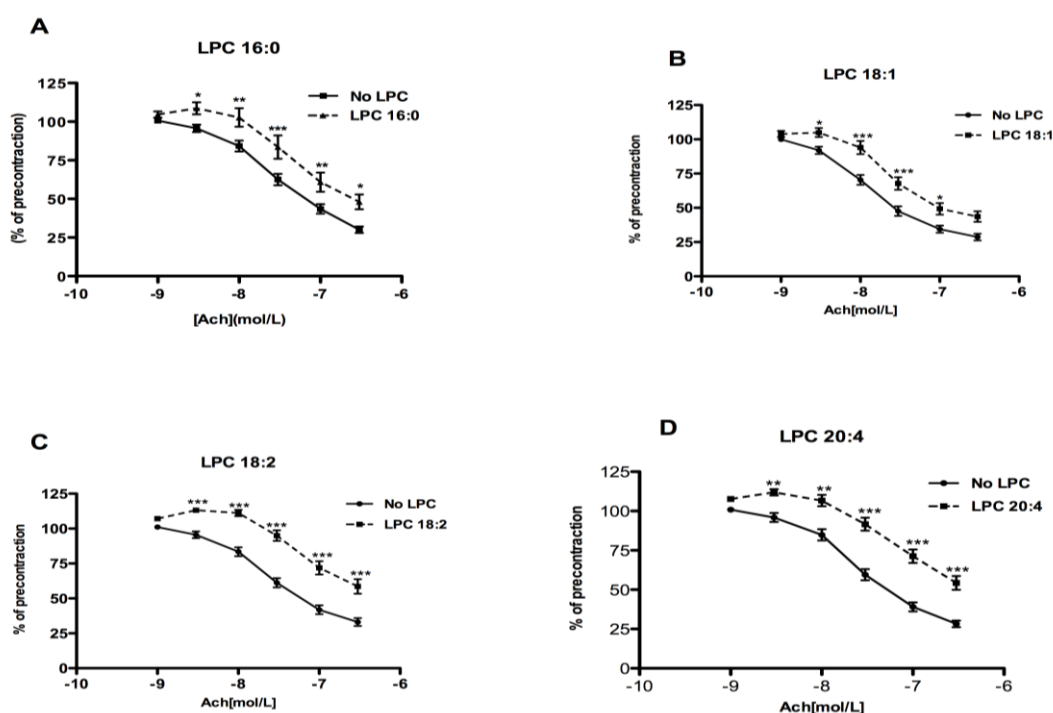 A
LPC 16:0
(% of precontraction)
125
100
75
50
25
0
-10
-9
-8
-7
-6
[Ach](mol/L)
No LPC
LPC 16:0
*
**
***
**
*
B
LPC 18:1
% of precontraction
125
100
75
50
25
0
-10
-9
-8
-7
-6
Ach[mol/L]
No LPC
LPC 18:1
*
***
***
*
C
LPC 18:2
% of precontraction
125
100
75
50
25
0
-10
-9
-8
-7
-6
Ach[mol/L]
No LPC
LPC 18:2
***
***
***
***
***
D
LPC 20:4
% of precontraction
125
100
75
50
25
0
-10
-9
-8
-7
-6
Ach[mol/L]
No LPC
LPC 20:4
**
**
***
***
***